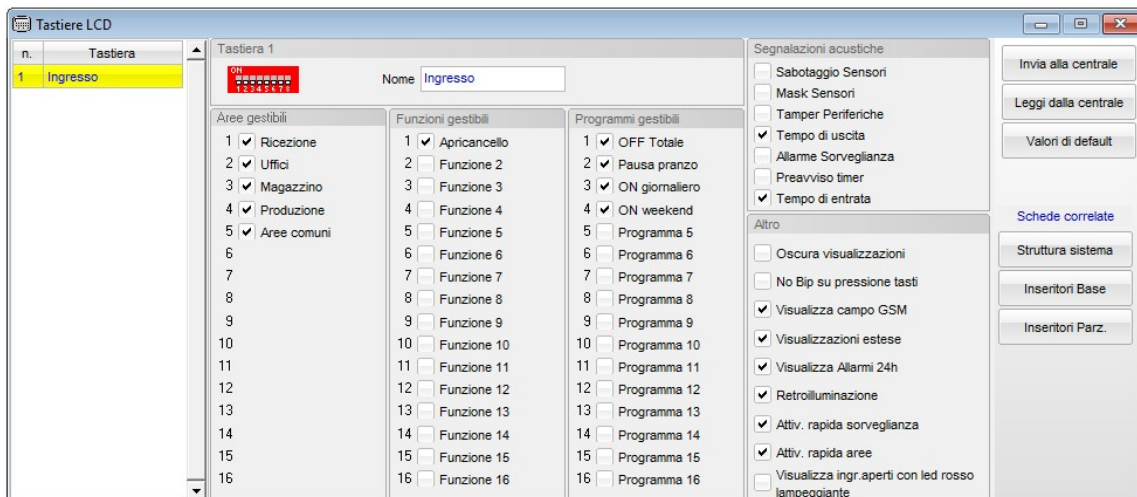 Tastiere LCD
n. Tastiera
1 Ingresso
Tastiera 1
ON
1 2 3 4 5 6 7 8
Nome Ingresso
Aree gestibili
1 Ricezione
2 Uffici
3 Magazzino
4 Produzione
5 Aree comuni
6
7
8
9
10
11
12
13
14
15
16
Funzioni gestibili
1 Apricancello
2 Funzione 2
3 Funzione 3
4 Funzione 4
5 Funzione 5
6 Funzione 6
7 Funzione 7
8 Funzione 8
9 Funzione 9
10 Funzione 10
11 Funzione 11
12 Funzione 12
13 Funzione 13
14 Funzione 14
15 Funzione 15
16 Funzione 16
Programmi gestibili
1 OFF Totale
2 Pausa pranzo
3 ON giornaliero
4 ON weekend
5 Programma 5
6 Programma 6
7 Programma 7
8 Programma 8
9 Programma 9
10 Programma 10
11 Programma 11
12 Programma 12
13 Programma 13
14 Programma 14
15 Programma 15
16 Programma 16
Segnalazioni acustiche
Sabotaggio Sensori
Mask Sensori
Tamper Periferiche
Tempo di uscita
Allarme Sorveglianza
Preavviso timer
Tempo di entrata
Altro
Oscura visualizzazioni
No Bip su pressione tasti
Visualizza campo GSM
Visualizzazioni estese
Visualizza Allarmi 24h
Retroilluminazione
Attiv. rapida sorveglianza
Attiv. rapida aree
Visualizza ingr.aperti con led rosso
lampeggiante
Invia alla centrale
Leggi dalla centrale
Valori di default
Schede correlate
Struttura sistema
Inseritori Base
Inseritori Parz.